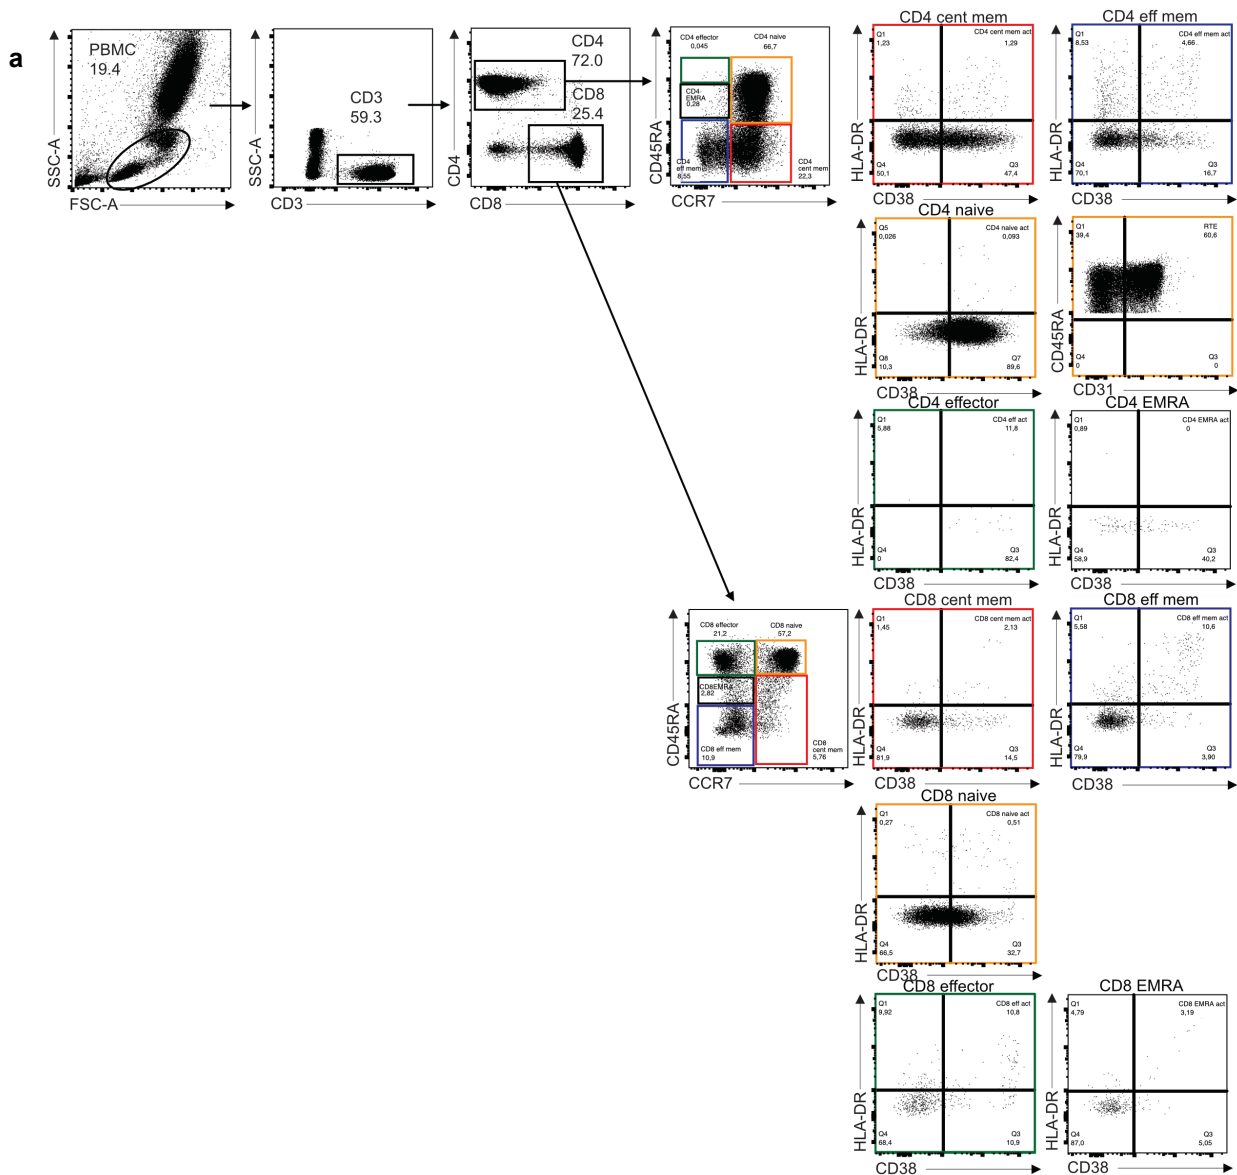 a
PBMC
19.4
SSC-A
FSC-A
CD3
59.3
SSC-A
CD3
CD4
72.0
CD8
25.4
CD4
CD8
CD4 effector
0,045
CD4 naive
66,7
CD4
EMRA
0,28
CD4
eff mem
8,55
CD4
cent mem
22,3
CD45RA
CCR7
CD4 cent mem
Q1
1,23
CD4 cent mem act
1,29
Q4
50,1
Q3
47,4
HLA-DR
CD38
CD4 eff mem
Q1
8,53
CD4 eff mem act
4,66
Q4
70,1
Q3
16,7
HLA-DR
CD38
CD4 naive
Q5
0,026
CD4 naive act
0,093
Q8
10,3
Q7
89,6
HLA-DR
CD38
Q1
39,4
RTE
60,6
Q4
0
Q3
0
CD45RA
CD31
CD4 effector
Q1
5,88
CD4 eff act
11,8
Q4
0
Q3
82,4
HLA-DR
CD38
CD4 EMRA
Q1
0,89
CD4 EMRA act
0
Q4
58,9
Q3
40,2
HLA-DR
CD38
CD8 effector
21,2
CD8 naive
57,2
CD8EMRA
2,82
CD8 eff mem
10,9
CD8
cent mem
5,76
CD45RA
CCR7
CD8 cent mem
Q1
1,45
CD8 cent mem act
2,13
Q4
81,9
Q3
14,5
HLA-DR
CD38
CD8 eff mem
Q1
5,58
CD8 eff mem act
10,6
Q4
79,9
Q3
3,90
HLA-DR
CD38
CD8 naive
Q1
0,27
CD8 naive act
0,51
Q4
66,5
Q3
32,7
HLA-DR
CD38
CD8 effector
Q1
9,92
CD8 eff act
10,8
Q4
68,4
Q3
10,9
HLA-DR
CD38
CD8 EMRA
Q1
4,79
CD8 EMRA act
3,19
Q4
87,0
Q3
5,05
HLA-DR
CD38